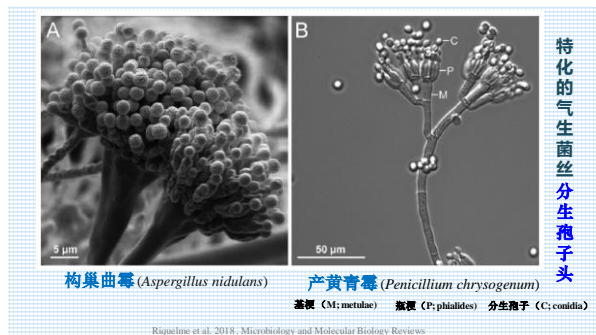 A
B
C
P
M
5 μm
50 μm
特化的气生菌丝
分生孢子头
构巢曲霉 (Aspergillus nidulans)
产黄青霉 (Penicillium chrysogenum)
基梗（M; metulae） 瓶梗（P; phialides） 分生孢子（C; conidia）
Riquelme et al. 2018. Microbiology and Molecular Biology Reviews